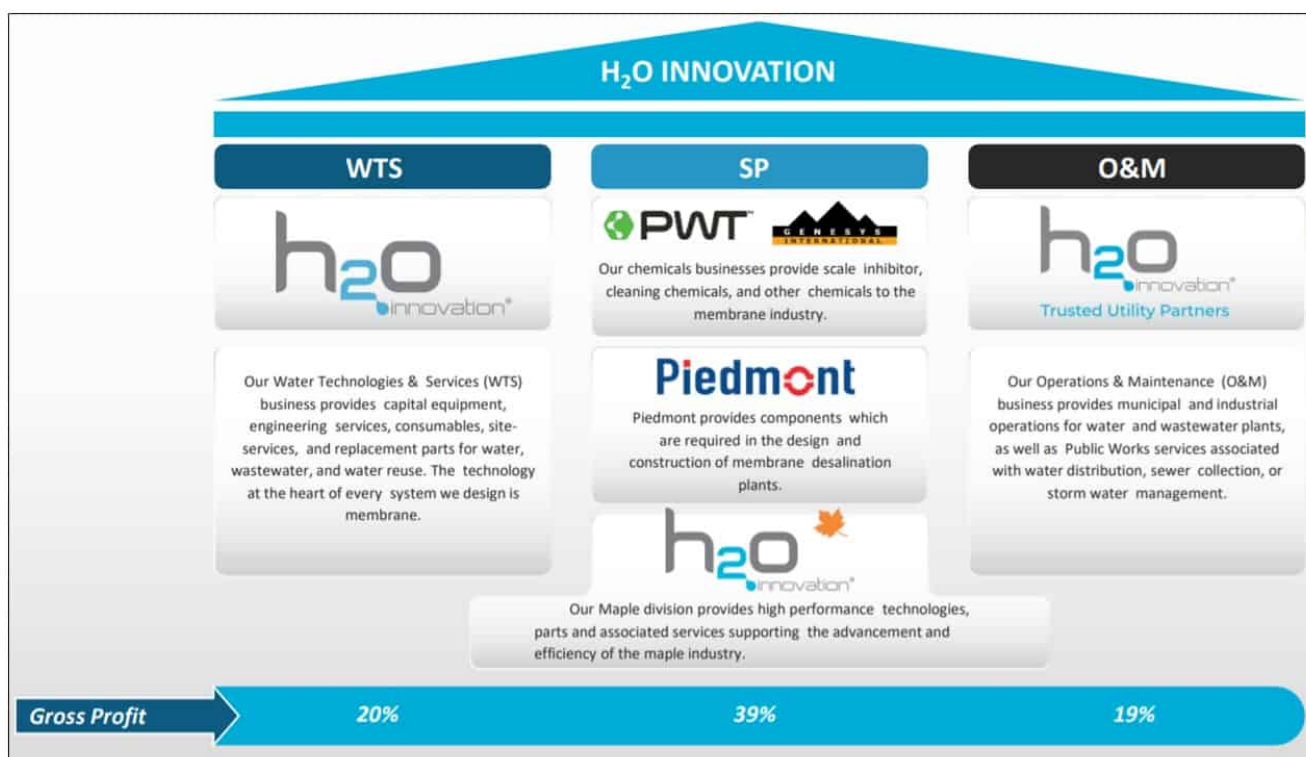 H₂O INNOVATION
WTS
h2o
innovation®
Our Water Technologies & Services (WTS)
business provides capital equipment,
engineering services, consumables, site-
services, and replacement parts for water,
wastewater, and water reuse. The technology
at the heart of every system we design is
membrane.
SP
PWT™
GENESYS
INTERNATIONAL
Our chemicals businesses provide scale inhibitor,
cleaning chemicals, and other chemicals to the
membrane industry.
Piedmont
Piedmont provides components which
are required in the design and
construction of membrane desalination
plants.
h2o
innovation®
Our Maple division provides high performance technologies,
parts and associated services supporting the advancement and
efficiency of the maple industry.
O&M
h2o
innovation®
Trusted Utility Partners
Our Operations & Maintenance (O&M)
business provides municipal and industrial
operations for water and wastewater plants,
as well as Public Works services associated
with water distribution, sewer collection, or
storm water management.
Gross Profit 20% 39% 19%